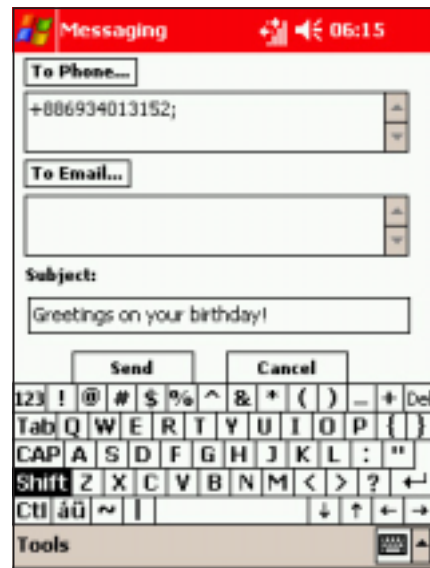 Messaging 06:15
To Phone...
+886934013152;
To Email...
Subject:
Greetings on your birthday!
Send Cancel
123 ! @ # $ % ^ & * ( ) _ + Del
Tab Q W E R T Y U I O P { }
CAP A S D F G H J K L : "
Shift Z X C V B N M < > ? ↵
Ctl áü ~ | ↓ ↑ ← →
Tools